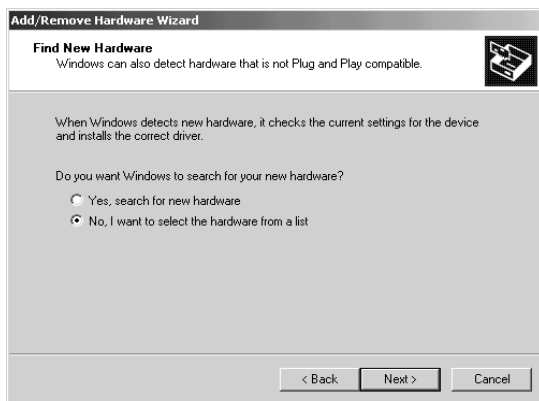 Add/Remove Hardware Wizard
Find New Hardware
Windows can also detect hardware that is not Plug and Play compatible.
When Windows detects new hardware, it checks the current settings for the device
and installs the correct driver.
Do you want Windows to search for your new hardware?
Yes, search for new hardware
No, I want to select the hardware from a list
< Back
Next >
Cancel